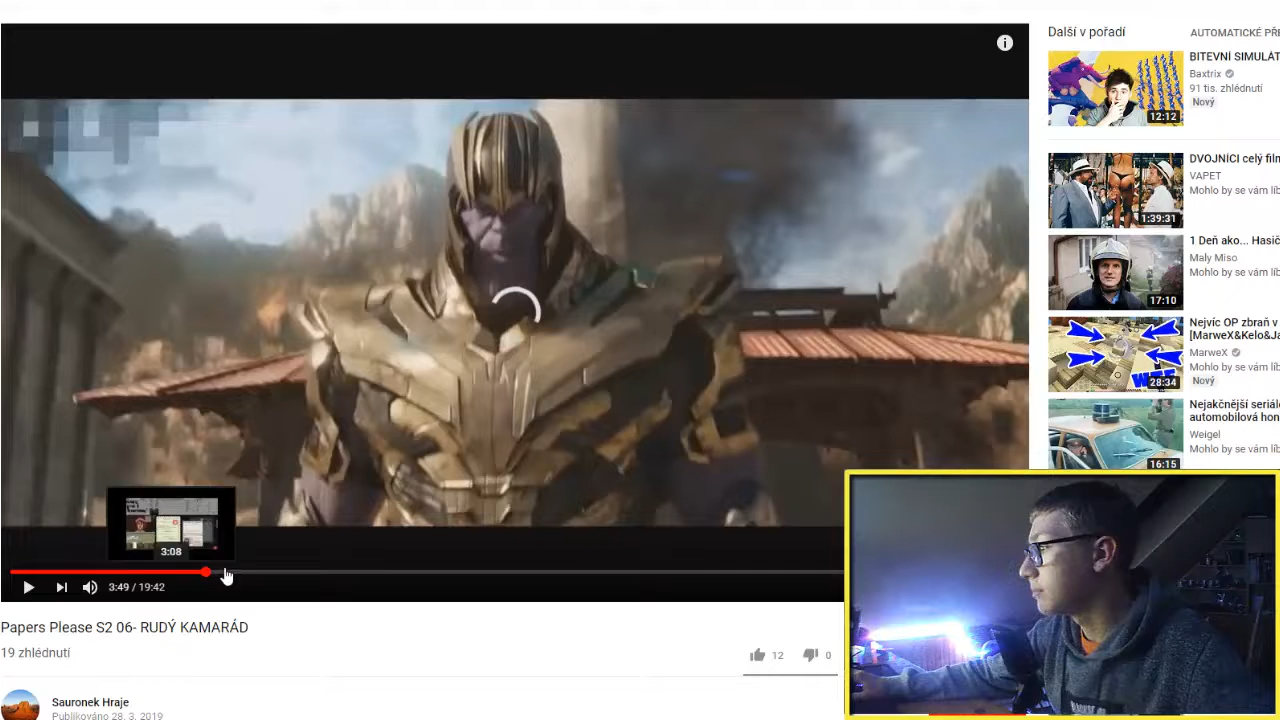 Další v pořadí
AUTOMATICKÉ PŘE
BITEVNÍ SIMULÁT
Baxtrix
91 tis. zhlédnutí
Nový
12:12
DVOJNÍCI celý film
VAPET
Mohlo by se vám líb
1:39:31
1 Deň ako... Hasič
Maly Miso
Mohlo by se vám líb
17:10
Nejvíc OP zbraň v
[MarweX&Kelo&Ja
MarweX
Mohlo by se vám líb
Nový
WTF
28:34
Nejakčnější seriálo
automobilová hon
Weigel
Mohlo by se vám líb
16:15
3:08
3:49 / 19:42
Papers Please S2 06- RUDÝ KAMARÁD
19 zhlédnutí
12
0
Sauronek Hraje
Publikováno 28. 3. 2019